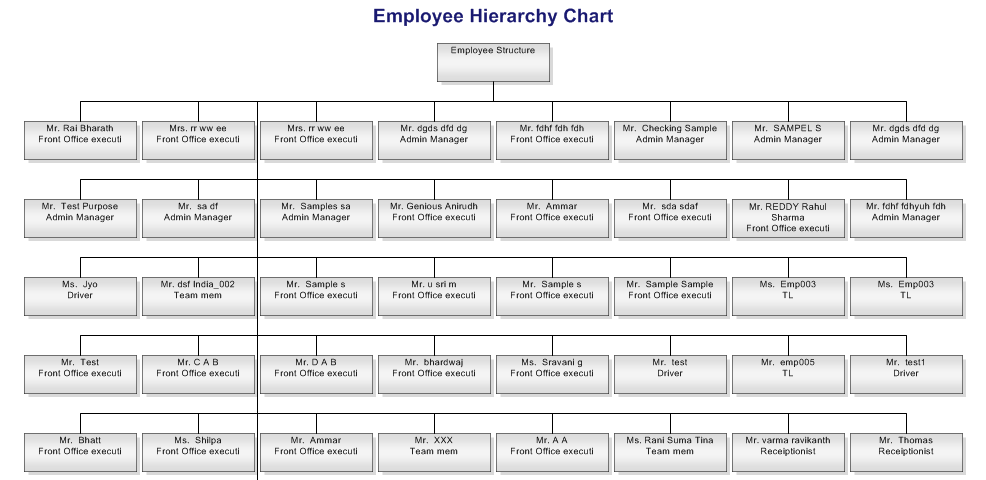 Employee Hierarchy Chart
Employee Structure
Mr. Rai Bharath
Front Office executi
Mrs. rr ww ee
Front Office executi
Mrs. rr ww ee
Front Office executi
Mr. dgds dfd dg
Admin Manager
Mr. fdhf fdh fdh
Front Office executi
Mr. Checking Sample
Admin Manager
Mr. SAMPEL S
Admin Manager
Mr. dgds dfd dg
Admin Manager
Mr. Test Purpose
Admin Manager
Mr. sa df
Admin Manager
Mr. Samples sa
Admin Manager
Mr. Genious Anirudh
Front Office executi
Mr. Ammar
Front Office executi
Mr. sda sdaf
Front Office executi
Mr. REDDY Rahul
Sharma
Front Office executi
Mr. fdhf fdhyuh fdh
Admin Manager
Ms. Jyo
Driver
Mr. dsf India_002
Team mem
Mr. Sample s
Front Office executi
Mr. u sri m
Front Office executi
Mr. Sample s
Front Office executi
Mr. Sample Sample
Front Office executi
Ms. Emp003
TL
Ms. Emp003
TL
Mr. Test
Front Office executi
Mr. C A B
Front Office executi
Mr. D A B
Front Office executi
Mr. bhardwaj
Front Office executi
Ms. Sravani g
Front Office executi
Mr. test
Driver
Mr. emp005
TL
Mr. test1
Driver
Mr. Bhatt
Front Office executi
Ms. Shilpa
Front Office executi
Mr. Ammar
Front Office executi
Mr. XXX
Team mem
Mr. A A
Front Office executi
Ms. Rani Suma Tina
Team mem
Mr. varma ravikanth
Receiptionist
Mr. Thomas
Receiptionist